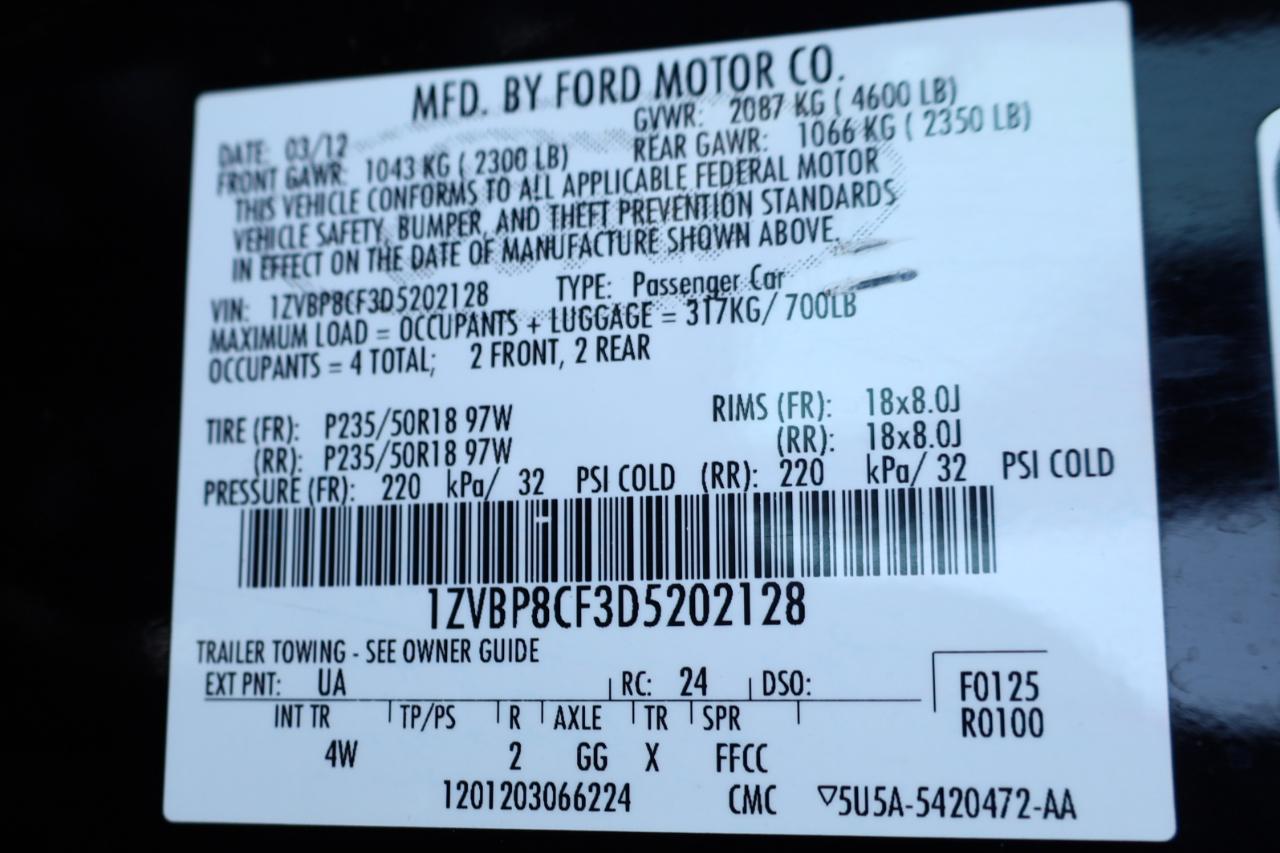 MFD. BY FORD MOTOR CO.
DATE: 03/12 GVWR: 2087 KG ( 4600 LB)
FRONT GAWR: 1043 KG ( 2300 LB) REAR GAWR: 1066 KG ( 2350 LB)
THIS VEHICLE CONFORMS TO ALL APPLICABLE FEDERAL MOTOR
VEHICLE SAFETY, BUMPER, AND THEFT PREVENTION STANDARDS
IN EFFECT ON THE DATE OF MANUFACTURE SHOWN ABOVE.
VIN: 1ZVBP8CF3D5202128 TYPE: Passenger Car
MAXIMUM LOAD = OCCUPANTS + LUGGAGE = 317KG/ 700LB
OCCUPANTS = 4 TOTAL; 2 FRONT, 2 REAR
TIRE (FR): P235/50R18 97W RIMS (FR): 18x8.0J
(RR): P235/50R18 97W (RR): 18x8.0J
PRESSURE (FR): 220 kPa/ 32 PSI COLD (RR): 220 kPa/ 32 PSI COLD
1ZVBP8CF3D5202128
TRAILER TOWING - SEE OWNER GUIDE
EXT PNT: UA RC: 24 DSO: F0125
INT TR TP/PS R AXLE TR SPR R0100
4W 2 GG X FFCC
1201203066224 CMC ▽5U5A-5420472-AA